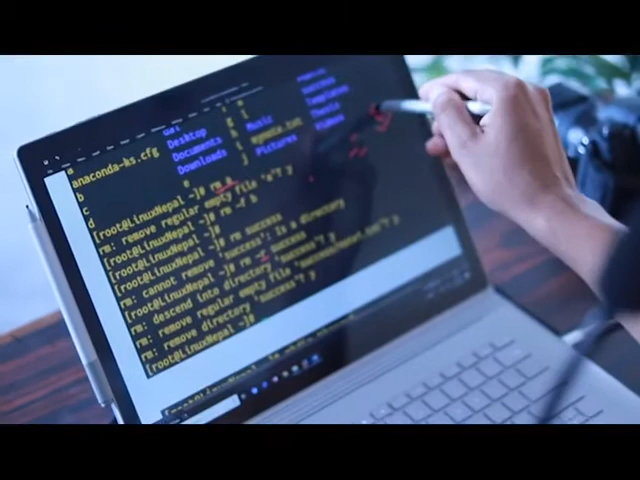 a
anaconda-ks.cfg
Desktop
Music
Templates
b
Documents
Pictures
c
Downloads
d
e
[root@LinuxNepal ~]# rm a
rm: remove regular empty file 'a'? y
[root@LinuxNepal ~]# rm -f b
[root@LinuxNepal ~]#
[root@LinuxNepal ~]# rm success
rm: cannot remove 'success': is a directory
[root@LinuxNepal ~]# rm success
rm: descend into directory 'success'? y
rm: remove regular empty file
rm: remove directory 'success'? y
[root@LinuxNepal ~]#